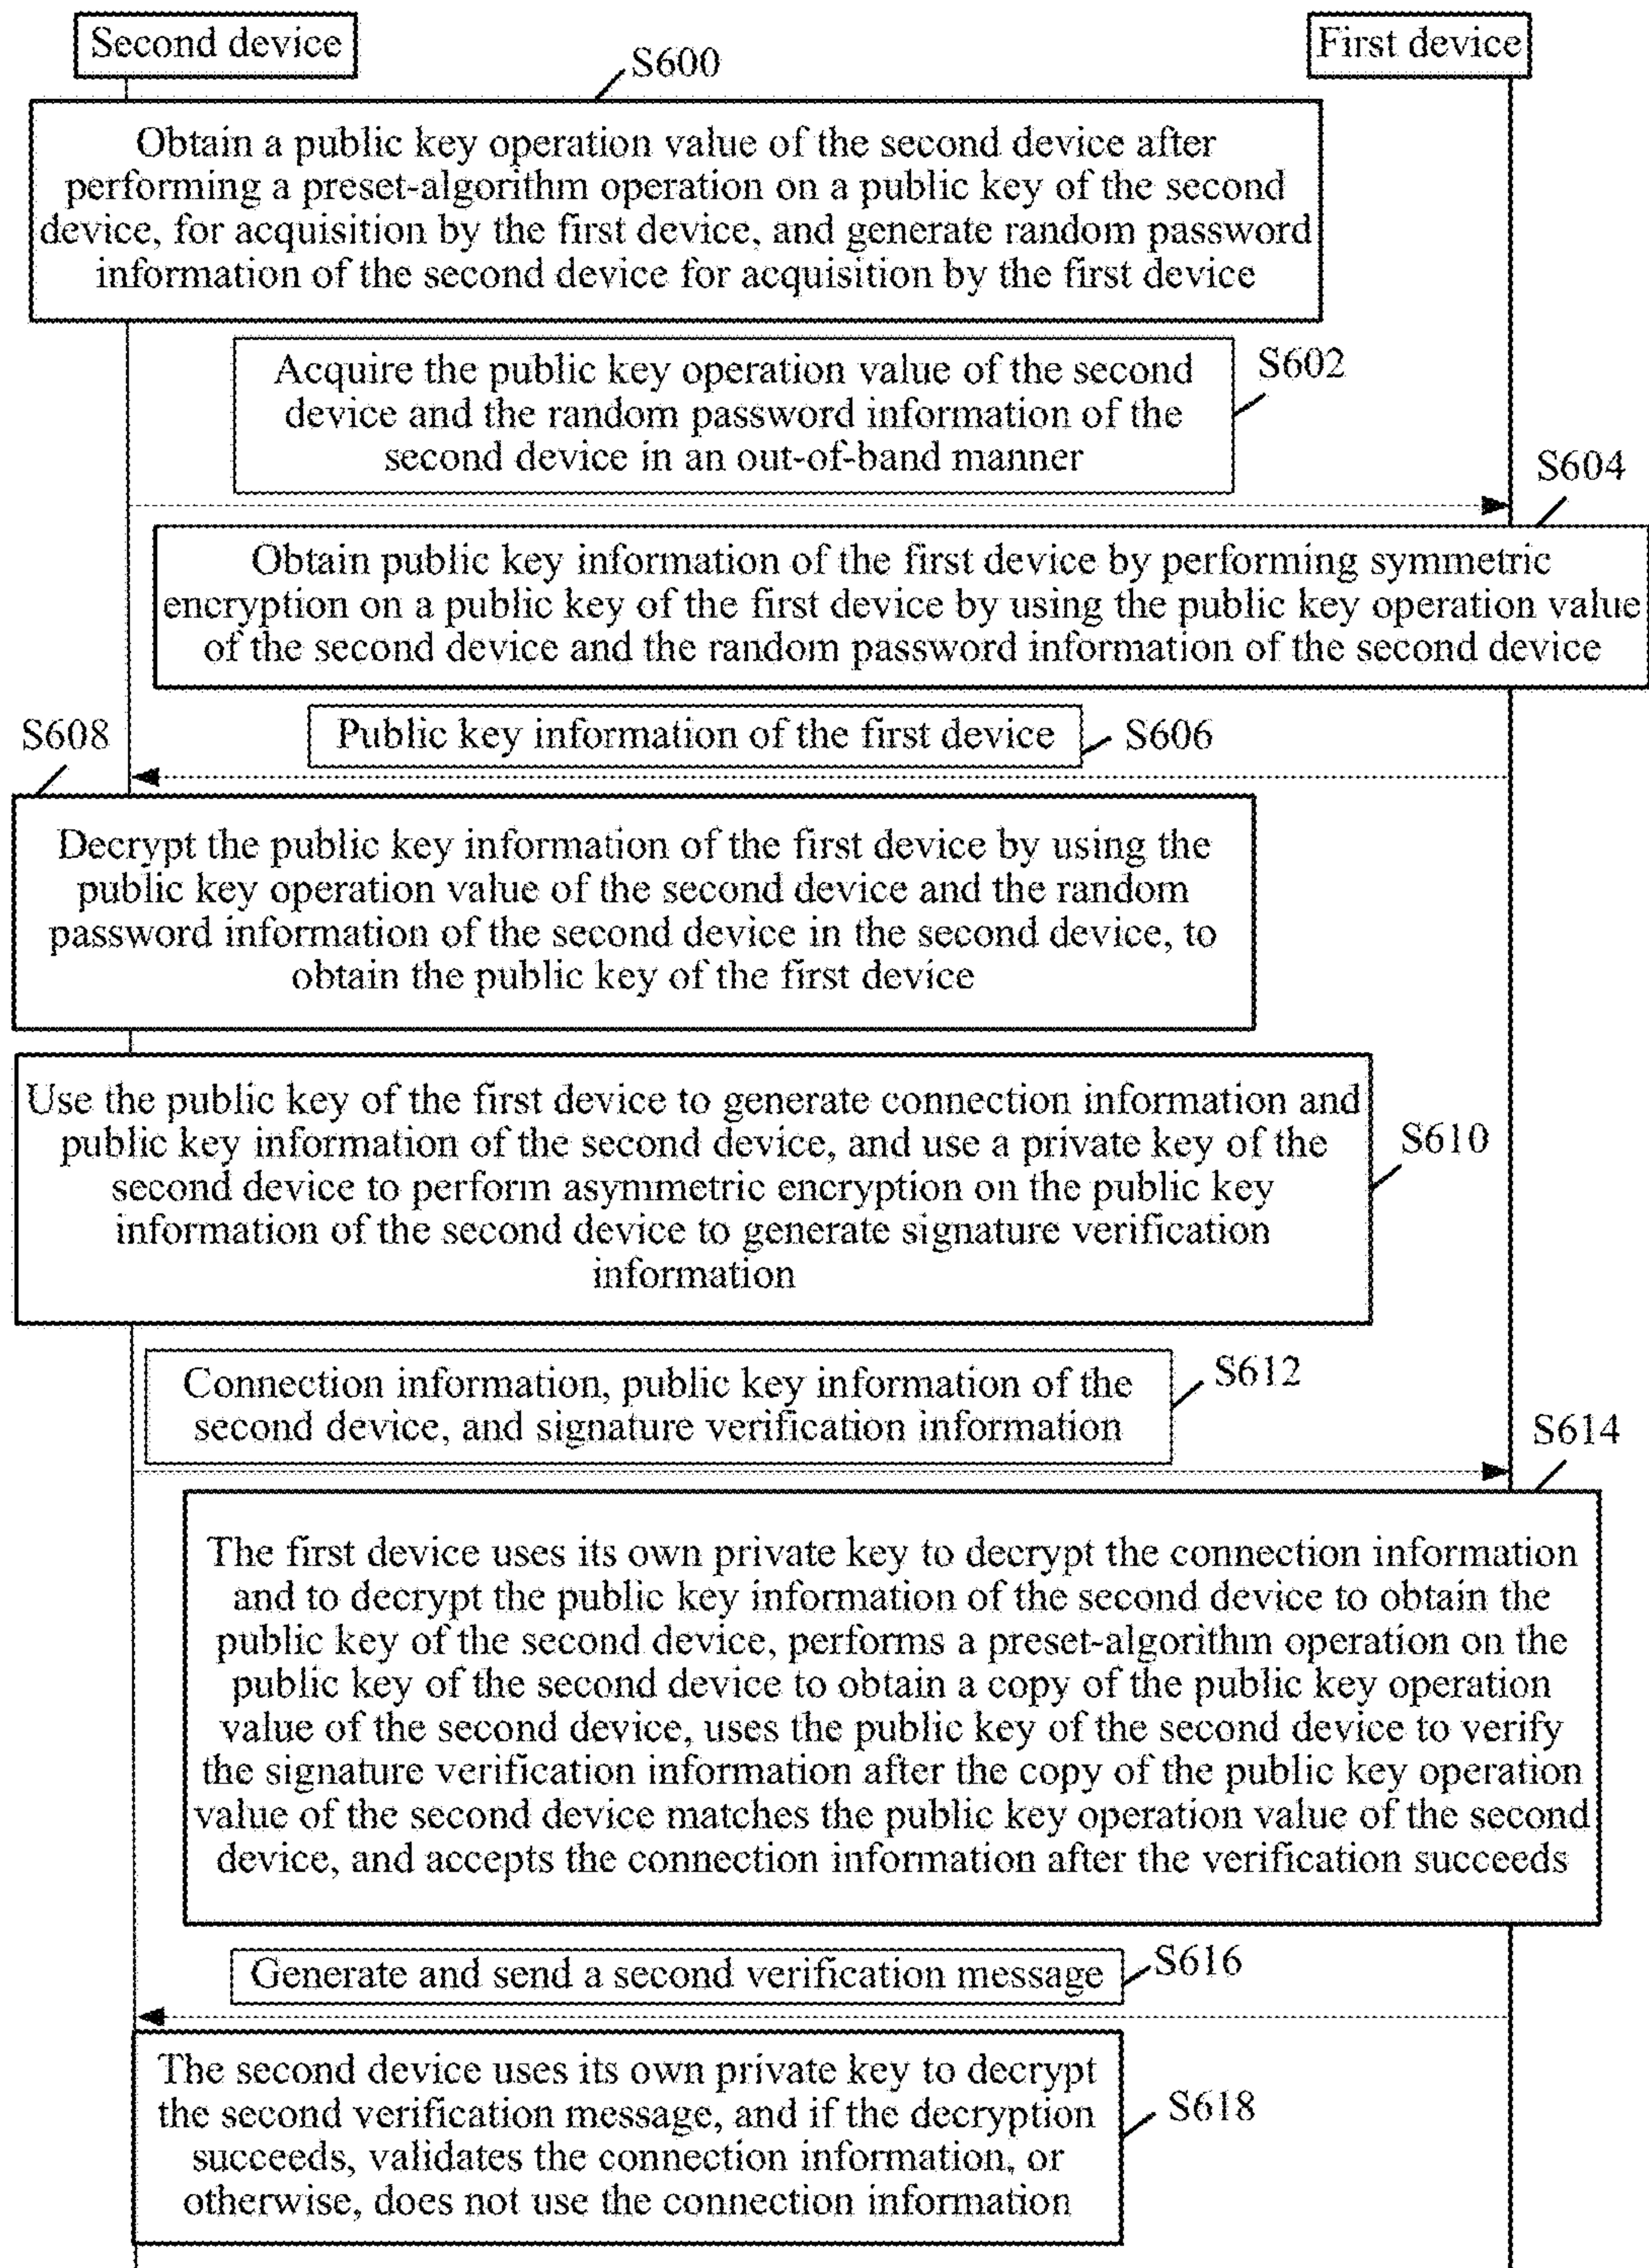 Second device
First device
S600
Obtain a public key operation value of the second device after
performing a preset-algorithm operation on a public key of the second
device, for acquisition by the first device, and generate random password
information of the second device for acquisition by the first device
S602
Acquire the public key operation value of the second
device and the random password information of the
second device in an out-of-band manner
S604
Obtain public key information of the first device by performing symmetric
encryption on a public key of the first device by using the public key operation value
of the second device and the random password information of the second device
S608
Public key information of the first device
S606
Decrypt the public key information of the first device by using the
public key operation value of the second device and the random
password information of the second device in the second device, to
obtain the public key of the first device
Use the public key of the first device to generate connection information and
public key information of the second device, and use a private key of the
second device to perform asymmetric encryption on the public key
information of the second device to generate signature verification
information
S610
Connection information, public key information of the
second device, and signature verification information
S612
S614
The first device uses its own private key to decrypt the connection information
and to decrypt the public key information of the second device to obtain the
public key of the second device, performs a preset-algorithm operation on the
public key of the second device to obtain a copy of the public key operation
value of the second device, uses the public key of the second device to verify
the signature verification information after the copy of the public key operation
value of the second device matches the public key operation value of the second
device, and accepts the connection information after the verification succeeds
Generate and send a second verification message
S616
The second device uses its own private key to decrypt
the second verification message, and if the decryption
succeeds, validates the connection information, or
otherwise, does not use the connection information
S618